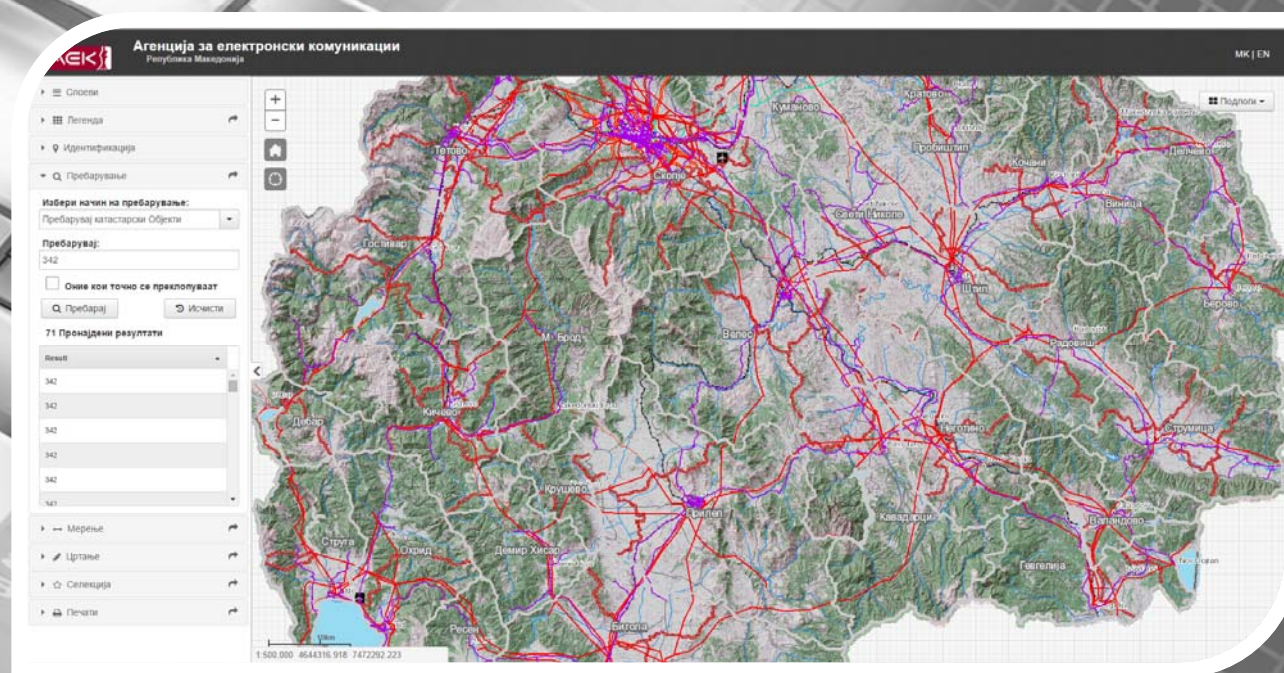 АЕК
Агенција за електронски комуникации
Република Македонија
MK | EN
Слоеви
Легенда
Идентификација
Пребарување
Избери начин на пребарување:
Пребарувај катастарски Објекти
Пребарувај:
342
Оние кои точно се преклопуваат
Пребарај
Исчисти
71 Пронајдени резултати
Result
342
342
342
342
342
342
Мерење
Цртање
Селекција
Печати
+
−
Подлоги
Куманово
Кратово
Тетово
Пробиштип
Делчево
Кочани
Скопје
Виница
Свети Николе
Гостивар
Штип
Берово
М. Брод
Велес
Радовиш
Кичево
Дебар
Неготино
Струмица
Крушево
Прилеп
Кавадарци
Валандово
Струга
Охрид
Демир Хисар
Гевгелија
Ресен
Битола
10km
1:500,000 4644316.918 7472292.223